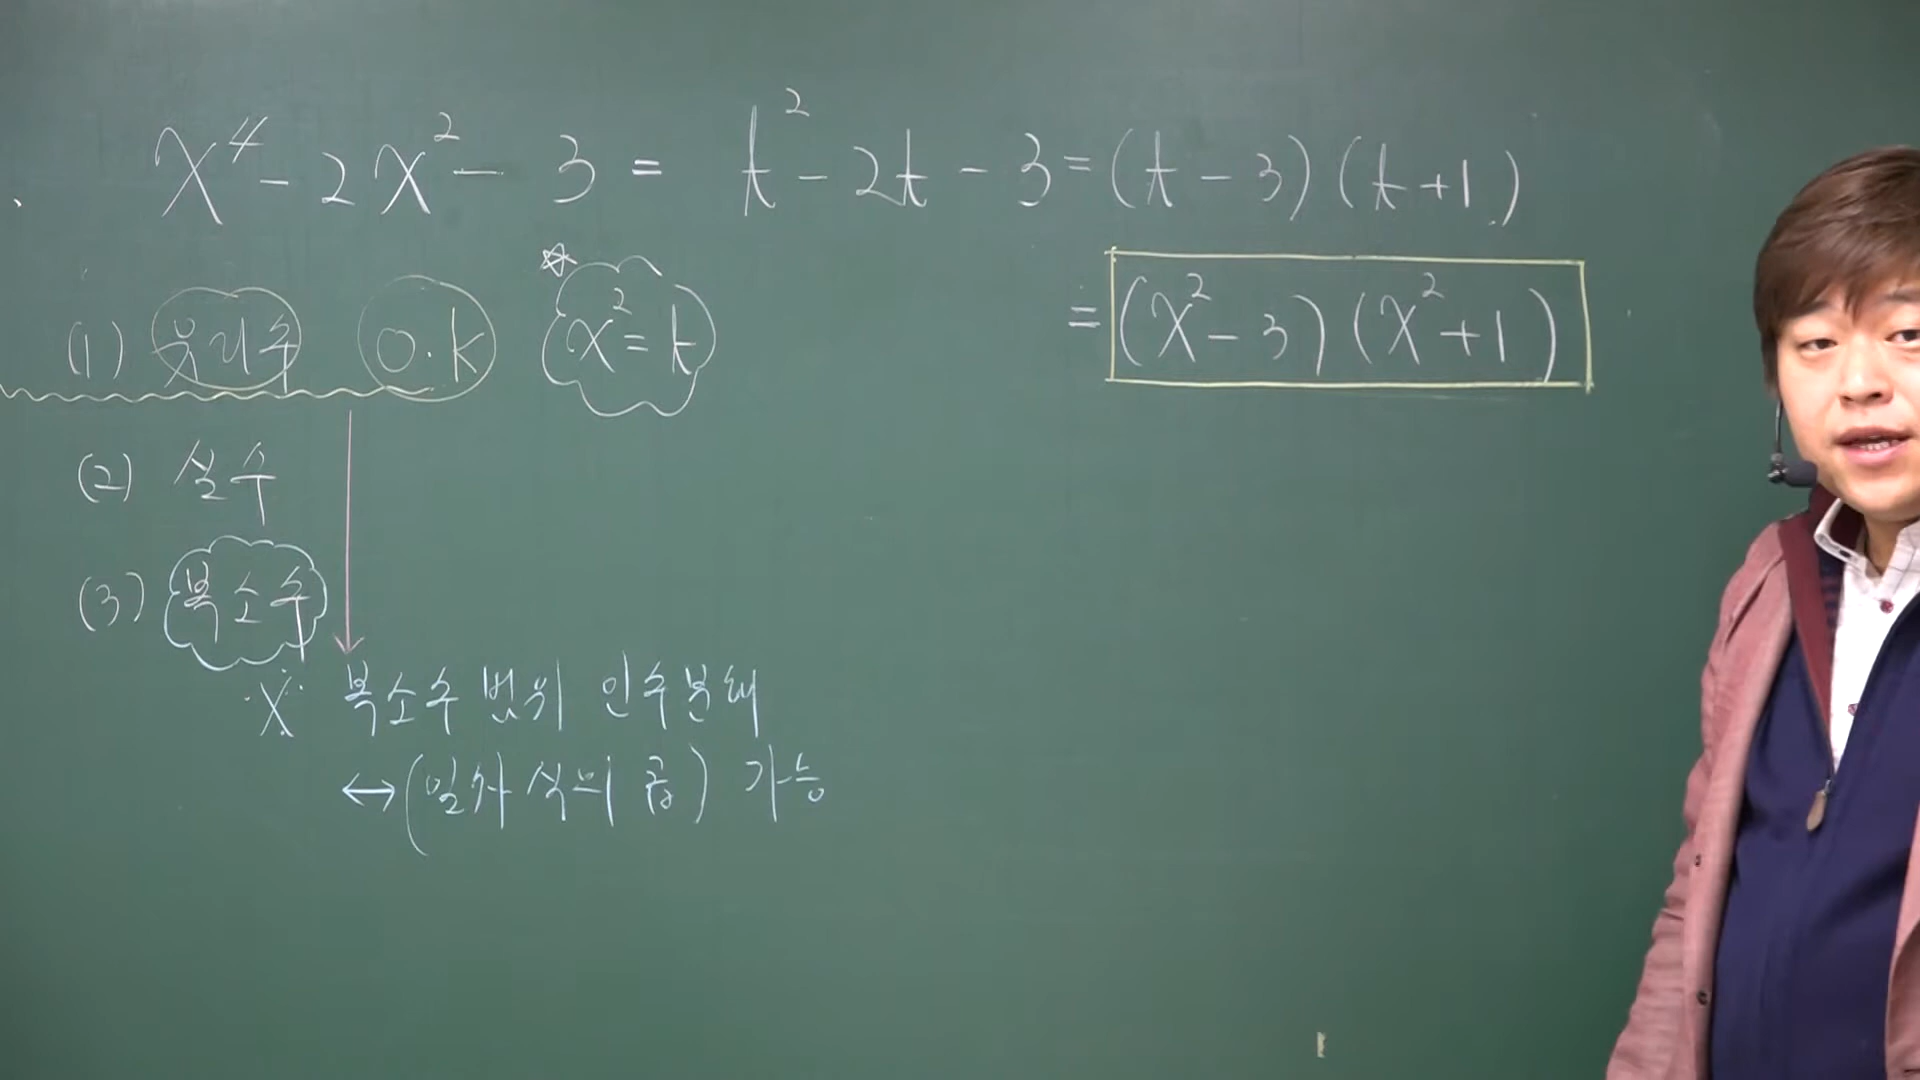 x⁴ - 2x² - 3 = t² - 2t - 3 = (t - 3)(t + 1)
= (x² - 3)(x² + 1)
(1) 유리수 O.K ☆ x² = t
(2) 실수
(3) 복소수
※ 복소수 범위 인수분해
↔ (일차식의 곱) 가능